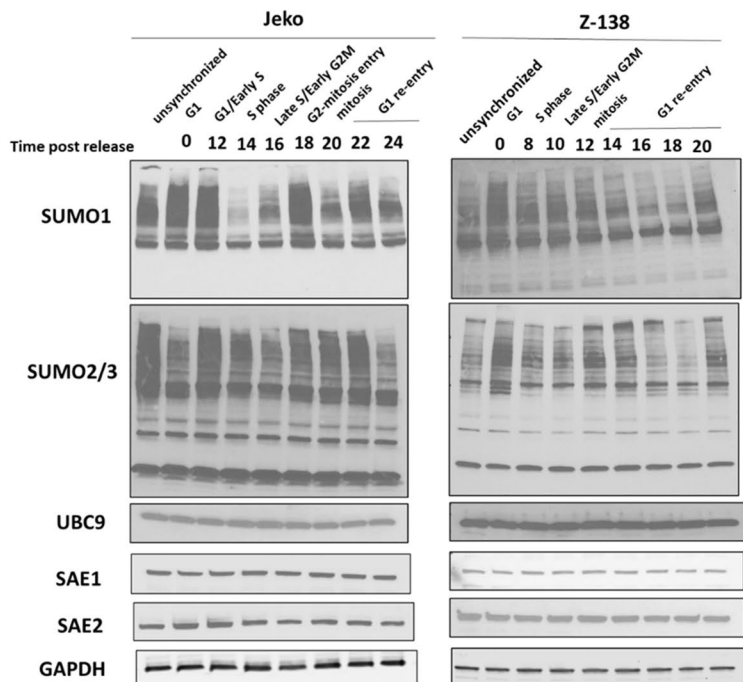 Jeko
Z-138
unsynchronized
G1
G1/Early S
S phase
Late S/Early G2M
G2-mitosis entry
mitosis
G1 re-entry
unsynchronized
G1
S phase
Late S/Early G2M
mitosis
G1 re-entry
Time post release
0 12 14 16 18 20 22 24
0 8 10 12 14 16 18 20
SUMO1
SUMO2/3
UBC9
SAE1
SAE2
GAPDH